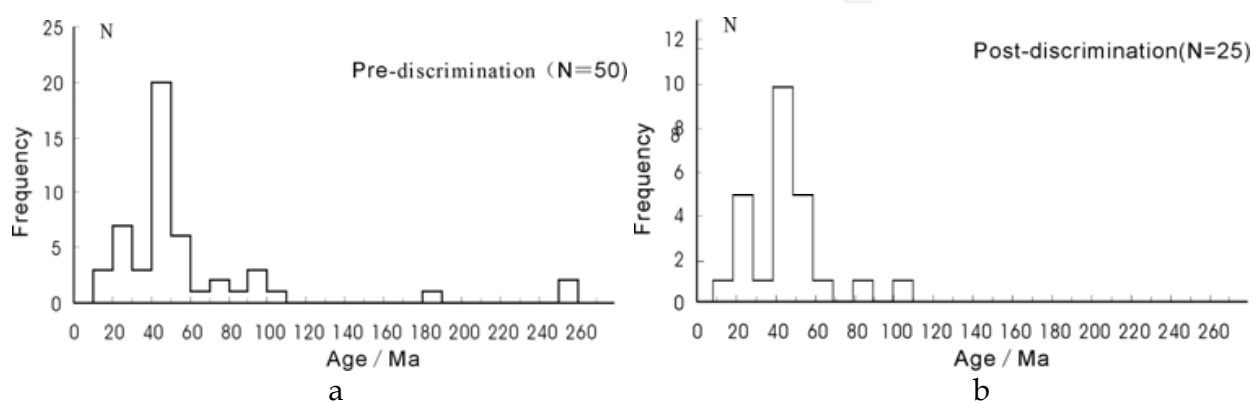 25
N
Pre-discrimination（N=50)
20
15
10
5
0
Frequency
0 20 40 60 80 100 120 140 160 180 200 220 240 260
Age / Ma
a
12
N
Post-discrimination(N=25)
10
8
6
4
2
0
Frequency
0 20 40 60 80 100 120 140 160 180 200 220 240 260
Age / Ma
b